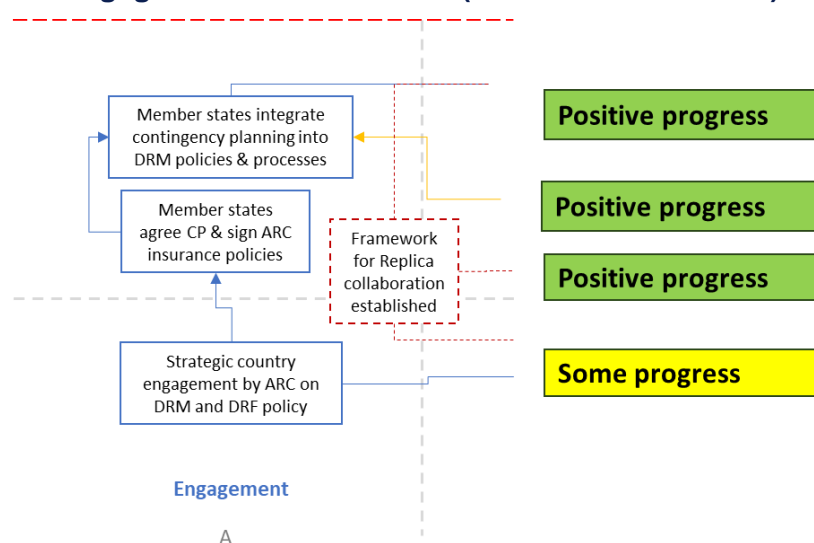 Member states integrate
contingency planning into
DRM policies & processes
Positive progress
Member states
agree CP & sign ARC
insurance policies
Positive progress
Framework
for Replica
collaboration
established
Positive progress
Strategic country
engagement by ARC on
DRM and DRF policy
Some progress
Engagement
A